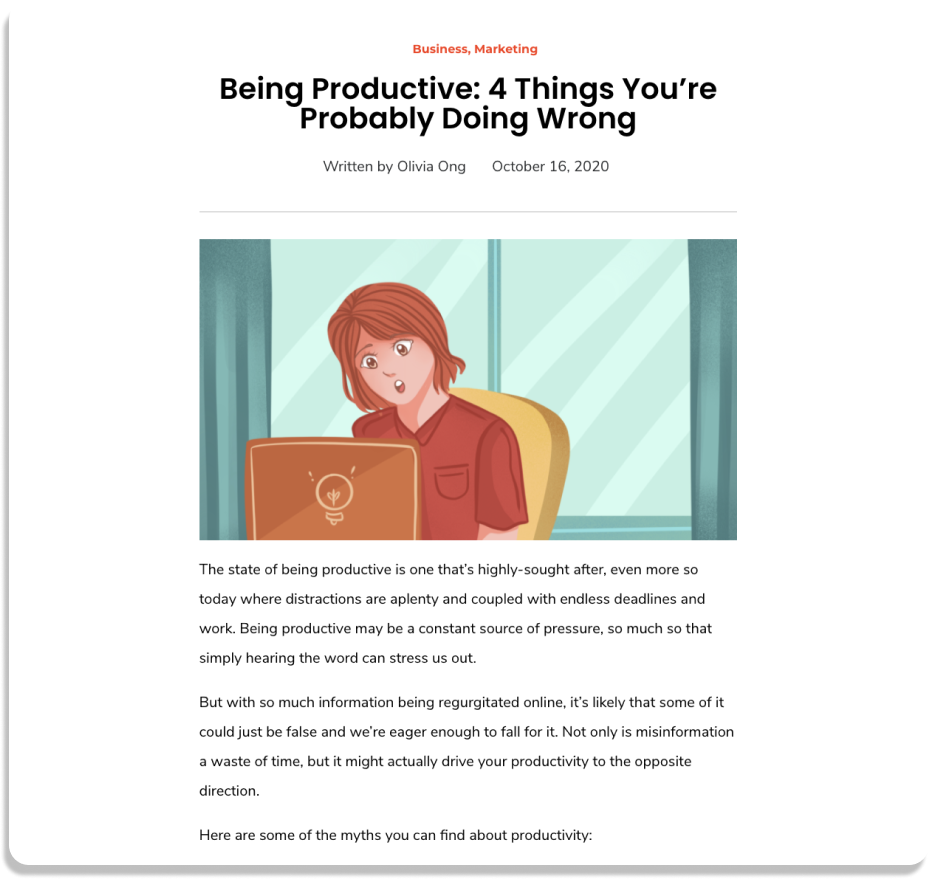 Business, Marketing
Being Productive: 4 Things You’re
Probably Doing Wrong
Written by Olivia Ong October 16, 2020
The state of being productive is one that’s highly-sought after, even more so
today where distractions are aplenty and coupled with endless deadlines and
work. Being productive may be a constant source of pressure, so much so that
simply hearing the word can stress us out.
But with so much information being regurgitated online, it’s likely that some of it
could just be false and we’re eager enough to fall for it. Not only is misinformation
a waste of time, but it might actually drive your productivity to the opposite
direction.
Here are some of the myths you can find about productivity: